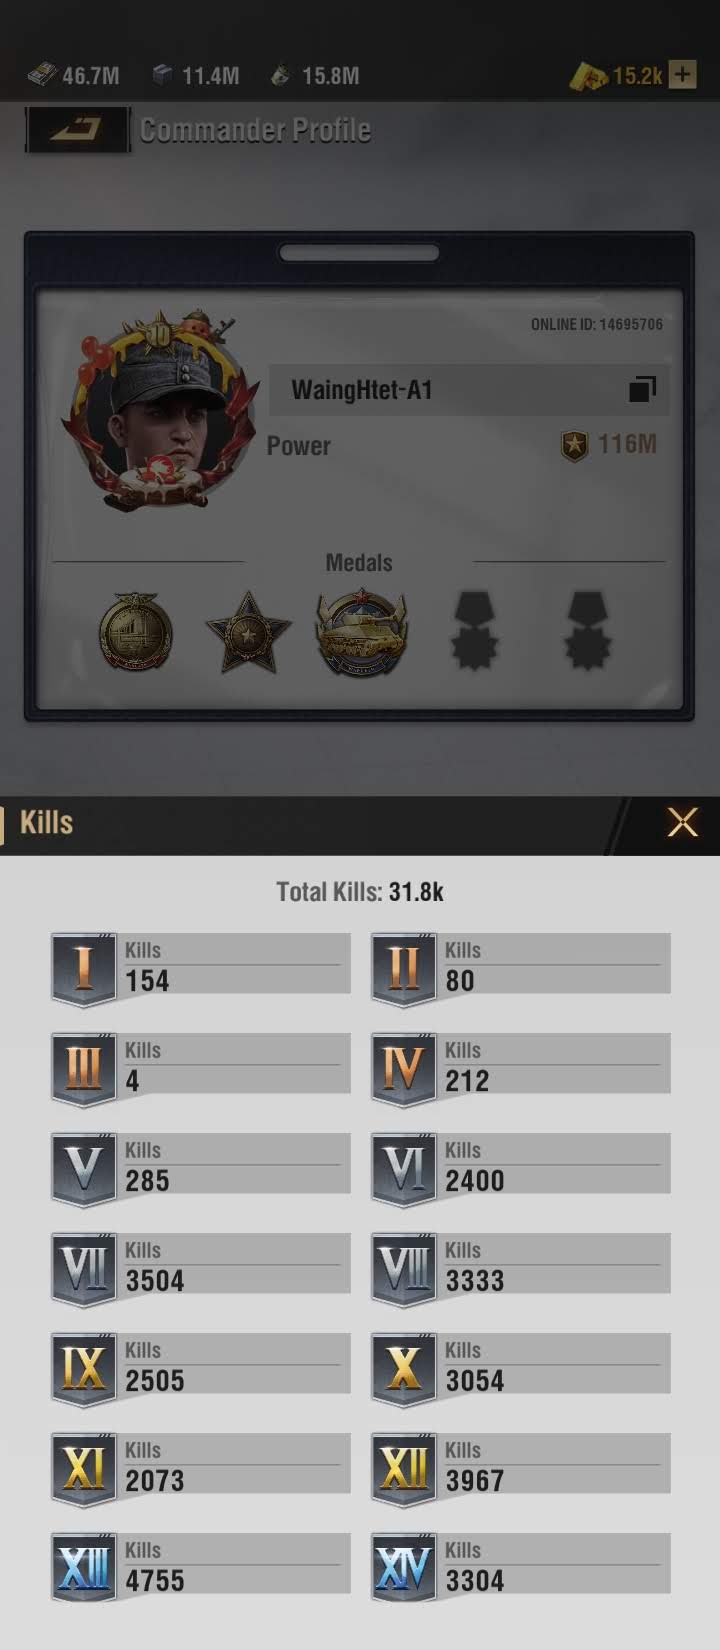 46.7M 11.4M 15.8M 15.2k +
Commander Profile
10
ONLINE ID: 14695706
WaingHtet-A1
Power 116M
Medals
Kills
Total Kills: 31.8k
I Kills 154
II Kills 80
III Kills 4
IV Kills 212
V Kills 285
VI Kills 2400
VII Kills 3504
VIII Kills 3333
IX Kills 2505
X Kills 3054
XI Kills 2073
XII Kills 3967
XIII Kills 4755
XIV Kills 3304